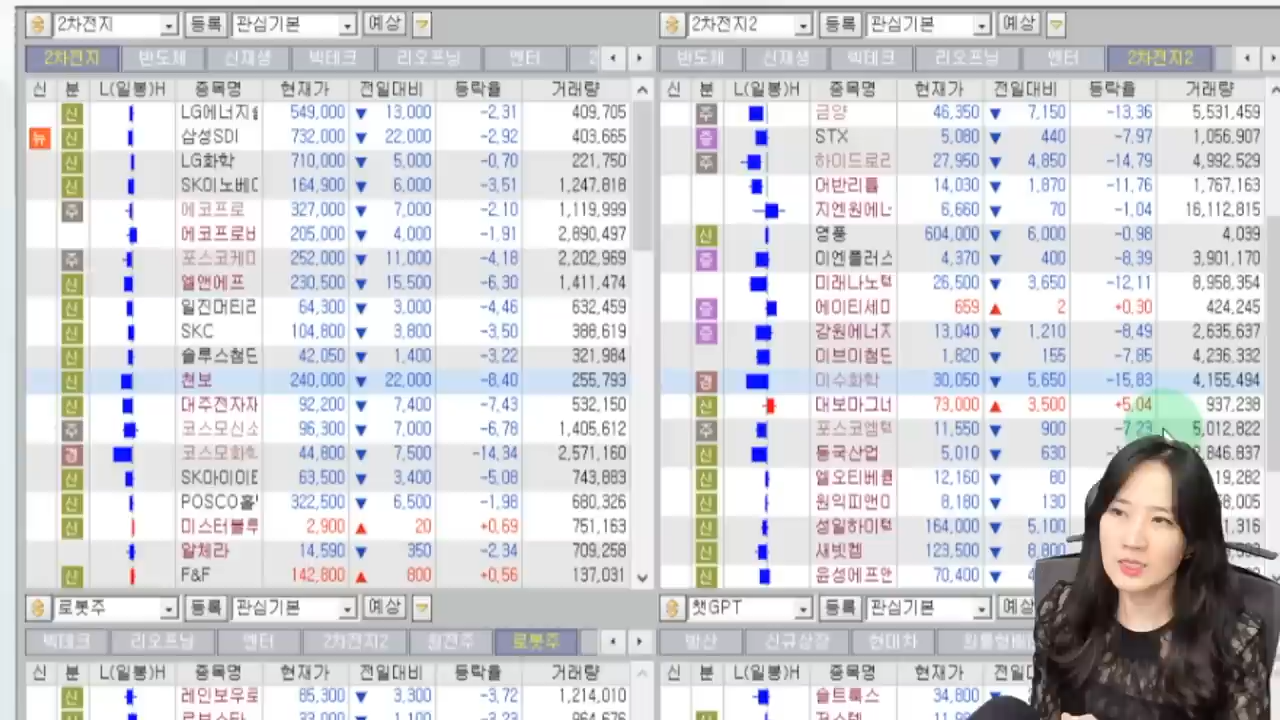 2차전지 등록 관심기본 예상
2차전지 반도체 신재생 빅테크 리오프닝 엔터 2
신 분 L(일봉)H 종목명 현재가 전일대비 등락율 거래량
신 LG에너지솔 549,000 ▼ 13,000 -2,31 409,705
뉴 신 삼성SDI 732,000 ▼ 22,000 -2,92 403,665
신 LG화학 710,000 ▼ 5,000 -0,70 221,750
신 SK이노베 164,900 ▼ 6,000 -3,51 1,247,818
주 에코프로 327,000 ▼ 7,000 -2,10 1,119,999
에코프로비 205,000 ▼ 4,000 -1,91 2,890,497
주 포스코케미 252,000 ▼ 11,000 -4,18 2,202,969
신 엘앤에프 230,500 ▼ 15,500 -6,30 1,411,474
신 일진머티리 64,300 ▼ 3,000 -4,46 632,459
신 SKC 104,800 ▼ 3,800 -3,50 388,619
신 솔루스첨단 42,050 ▼ 1,400 -3,22 321,984
신 천보 240,000 ▼ 22,000 -8,40 255,793
신 대주전자재 92,200 ▼ 7,400 -7,43 532,150
주 코스모신소 96,300 ▼ 7,000 -6,78 1,405,612
경 코스모화학 44,800 ▼ 7,500 -14,34 2,571,160
신 SK아이이테 63,500 ▼ 3,400 -5,08 743,883
신 POSCO홀 322,500 ▼ 6,500 -1,98 680,326
신 미스터블루 2,900 ▲ 20 +0,69 751,163
알체라 14,590 ▼ 350 -2,34 709,258
신 F&F 142,800 ▲ 800 +0,56 137,031
2차전지2 등록 관심기본 예상
반도체 신재생 빅테크 리오프닝 엔터 2차전지2
신 분 L(일봉)H 종목명 현재가 전일대비 등락율 거래량
주 금양 46,350 ▼ 7,150 -13,36 5,531,459
증 STX 5,080 ▼ 440 -7,97 1,056,907
주 하이드로리 27,950 ▼ 4,850 -14,79 4,992,529
어반리튬 14,030 ▼ 1,870 -11,76 1,767,163
지엔원에너 6,660 ▼ 70 -1,04 16,112,815
신 영풍 604,000 ▼ 6,000 -0,98 4,039
증 이엔플러스 4,370 ▼ 400 -8,39 3,901,170
미래나노텍 26,500 ▼ 3,650 -12,11 8,958,354
증 에이티세미 659 ▲ 2 +0,30 424,245
증 강원에너지 13,040 ▼ 1,210 -8,49 2,635,637
이브이첨단 1,820 ▼ 155 -7,85 4,236,332
경 이수화학 30,050 ▼ 5,650 -15,83 4,155,494
신 대보마그네 73,000 ▲ 3,500 +5,04 937,238
주 포스코엠텍 11,550 ▼ 900 -7,23 5,012,822
신 동국산업 5,010 ▼ 630 846,837
신 엘오티베큠 12,160 ▼ 80 19,282
신 원익피앤이 8,180 ▼ 130 8,005
신 성일하이텍 164,000 ▼ 5,100 1,316
신 새빗켐 123,500 ▼ 8,800
신 윤성에프앤 70,400 ▼
로봇주 등록 관심기본 예상
빅테크 리오프닝 엔터 2차전지2 원전주 로봇주
신 분 L(일봉)H 종목명 현재가 전일대비 등락율 거래량
신 레인보우로 85,300 ▼ 3,300 -3,72 1,214,010
로보스타 1,100
챗GPT 등록 관심기본 예상
방산 신규상장 현대차
신 분 L(일봉)H 종목명 현재가 전일대
솔트룩스 34,800 ▼